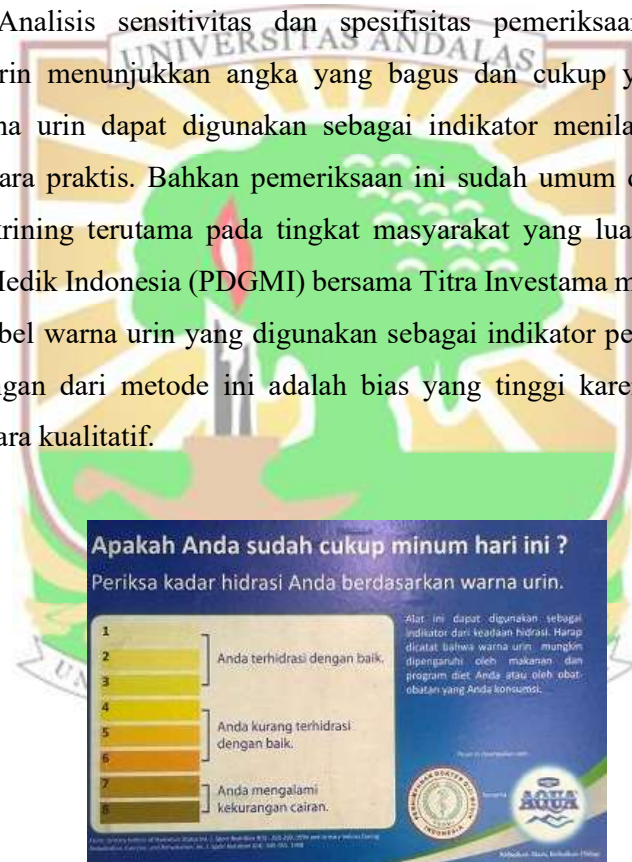 Analisis sensitivitas dan spesifisitas pemeriksaan
UNIVERSITAS ANDALAS
rin menunjukkan angka yang bagus dan cukup y
na urin dapat digunakan sebagai indikator menila
ara praktis. Bahkan pemeriksaan ini sudah umum
krining terutama pada tingkat masyarakat yang lua
Medik Indonesia (PDGMI) bersama Titra Investama m
bel warna urin yang digunakan sebagai indikator pe
ngan dari metode ini adalah bias yang tinggi kare
ara kualitatif.
Apakah Anda sudah cukup minum hari ini ?
Periksa kadar hidrasi Anda berdasarkan warna urin.
1
2
3
Anda terhidrasi dengan baik.
4
5
6
Anda kurang terhidrasi
dengan baik.
7
8
Anda mengalami
kekurangan cairan.
Alat ini dapat digunakan sebagai
indikator dari keadaan hidrasi. Harap
dicatat bahwa warna urin mungkin
dipengaruhi oleh makanan dan
program diet Anda atau oleh obat-
obatan yang Anda konsumsi.
bersama
INDONESIA
AQUA